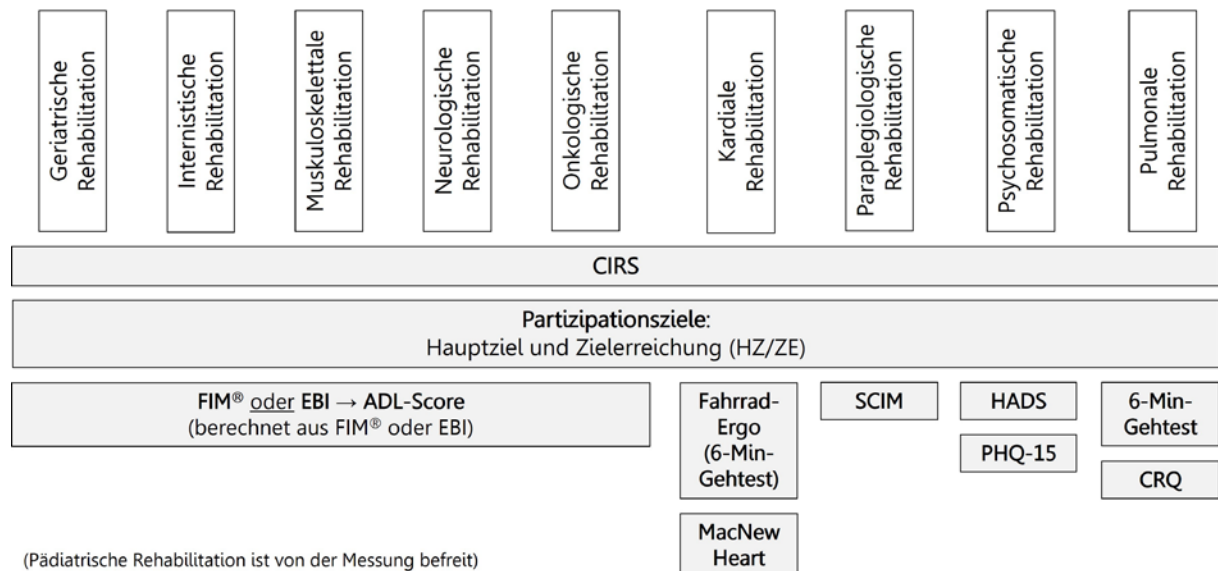 Geriatrische
Rehabilitation
Internistische
Rehabilitation
Muskuloskelettale
Rehabilitation
Neurologische
Rehabilitation
Onkologische
Rehabilitation
Kardiale
Rehabilitation
Paraplegiologische
Rehabilitation
Psychosomatische
Rehabilitation
Pulmonale
Rehabilitation
CIRS
Partizipationsziele:
Hauptziel und Zielerreichung (HZ/ZE)
FIM® oder EBI → ADL-Score
(berechnet aus FIM® oder EBI)
Fahrrad-
Ergo
(6-Min-
Gehtest)
MacNew
Heart
SCIM
HADS
PHQ-15
6-Min-
Gehtest
CRQ
(Pädiatrische Rehabilitation ist von der Messung befreit)